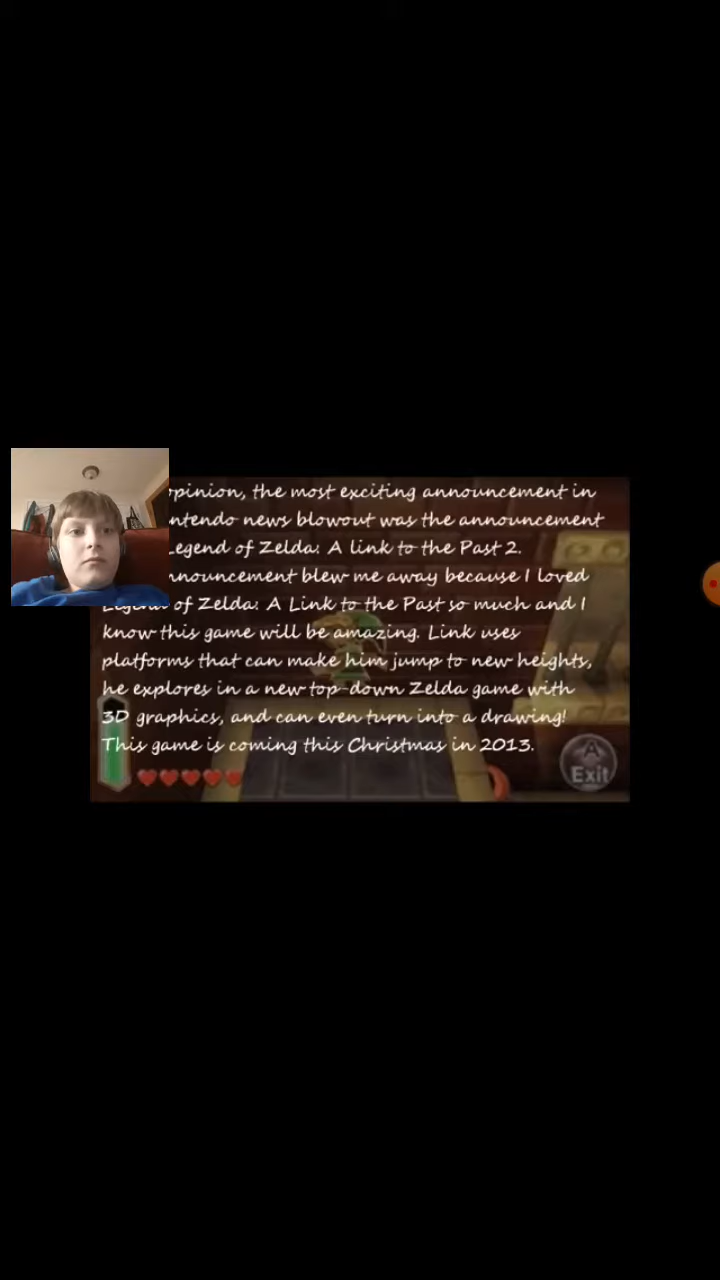 opinion, the most exciting announcement in
ntendo news blowout was the announcement
Legend of Zelda: A link to the Past 2.
nnouncement blew me away because I loved
Legend of Zelda: A Link to the Past so much and I
know this game will be amazing. Link uses
platforms that can make him jump to new heights,
he explores in a new top-down Zelda game with
3D graphics, and can even turn into a drawing!
This game is coming this Christmas in 2013.
A
Exit